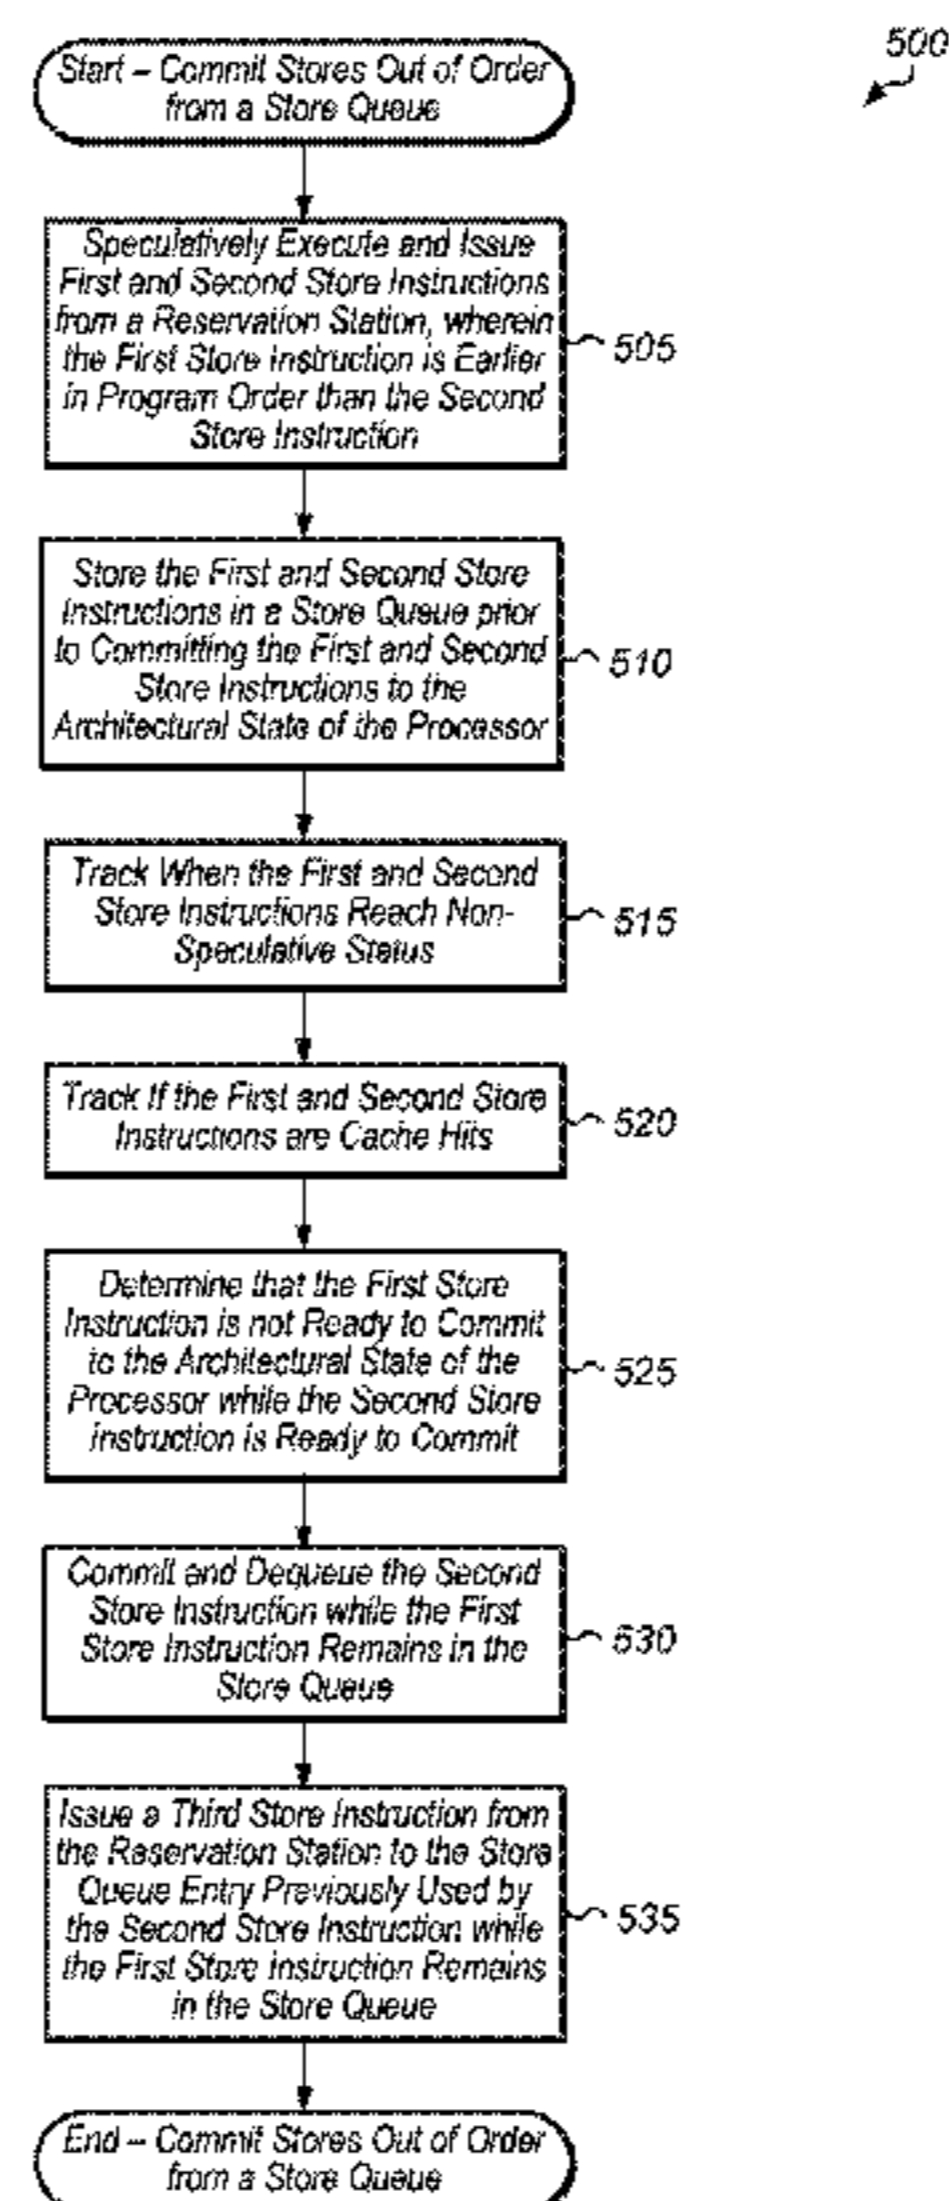 500
Start – Commit Stores Out of Order
from a Store Queue
Speculatively Execute and Issue
First and Second Store Instructions
from a Reservation Station, wherein
the First Store Instruction is Earlier
in Program Order than the Second
Store Instruction
505
Store the First and Second Store
Instructions in a Store Queue prior
to Committing the First and Second
Store Instructions to the
Architectural State of the Processor
510
Track When the First and Second
Store Instructions Reach Non-
Speculative Status
515
Track If the First and Second Store
Instructions are Cache Hits
520
Determine that the First Store
Instruction is not Ready to Commit
to the Architectural State of the
Processor while the Second Store
instruction is Ready to Commit
525
Commit and Dequeue the Second
Store Instruction while the First
Store Instruction Remains in the
Store Queue
530
Issue a Third Store Instruction from
the Reservation Station to the Store
Queue Entry Previously Used by
the Second Store Instruction while
the First Store Instruction Remains
in the Store Queue
535
End – Commit Stores Out of Order
from a Store Queue